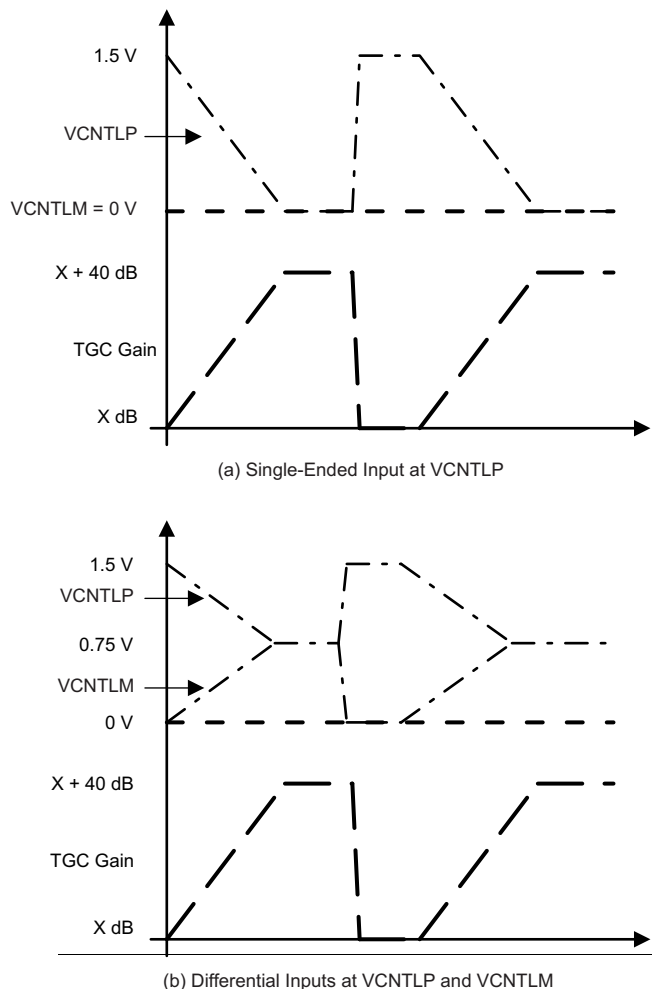 1.5 V
VCNTLP
VCNTLM = 0 V
X + 40 dB
TGC Gain
X dB
(a) Single-Ended Input at VCNTLP
1.5 V
VCNTLP
0.75 V
VCNTLM
0 V
X + 40 dB
TGC Gain
X dB
(b) Differential Inputs at VCNTLP and VCNTLM